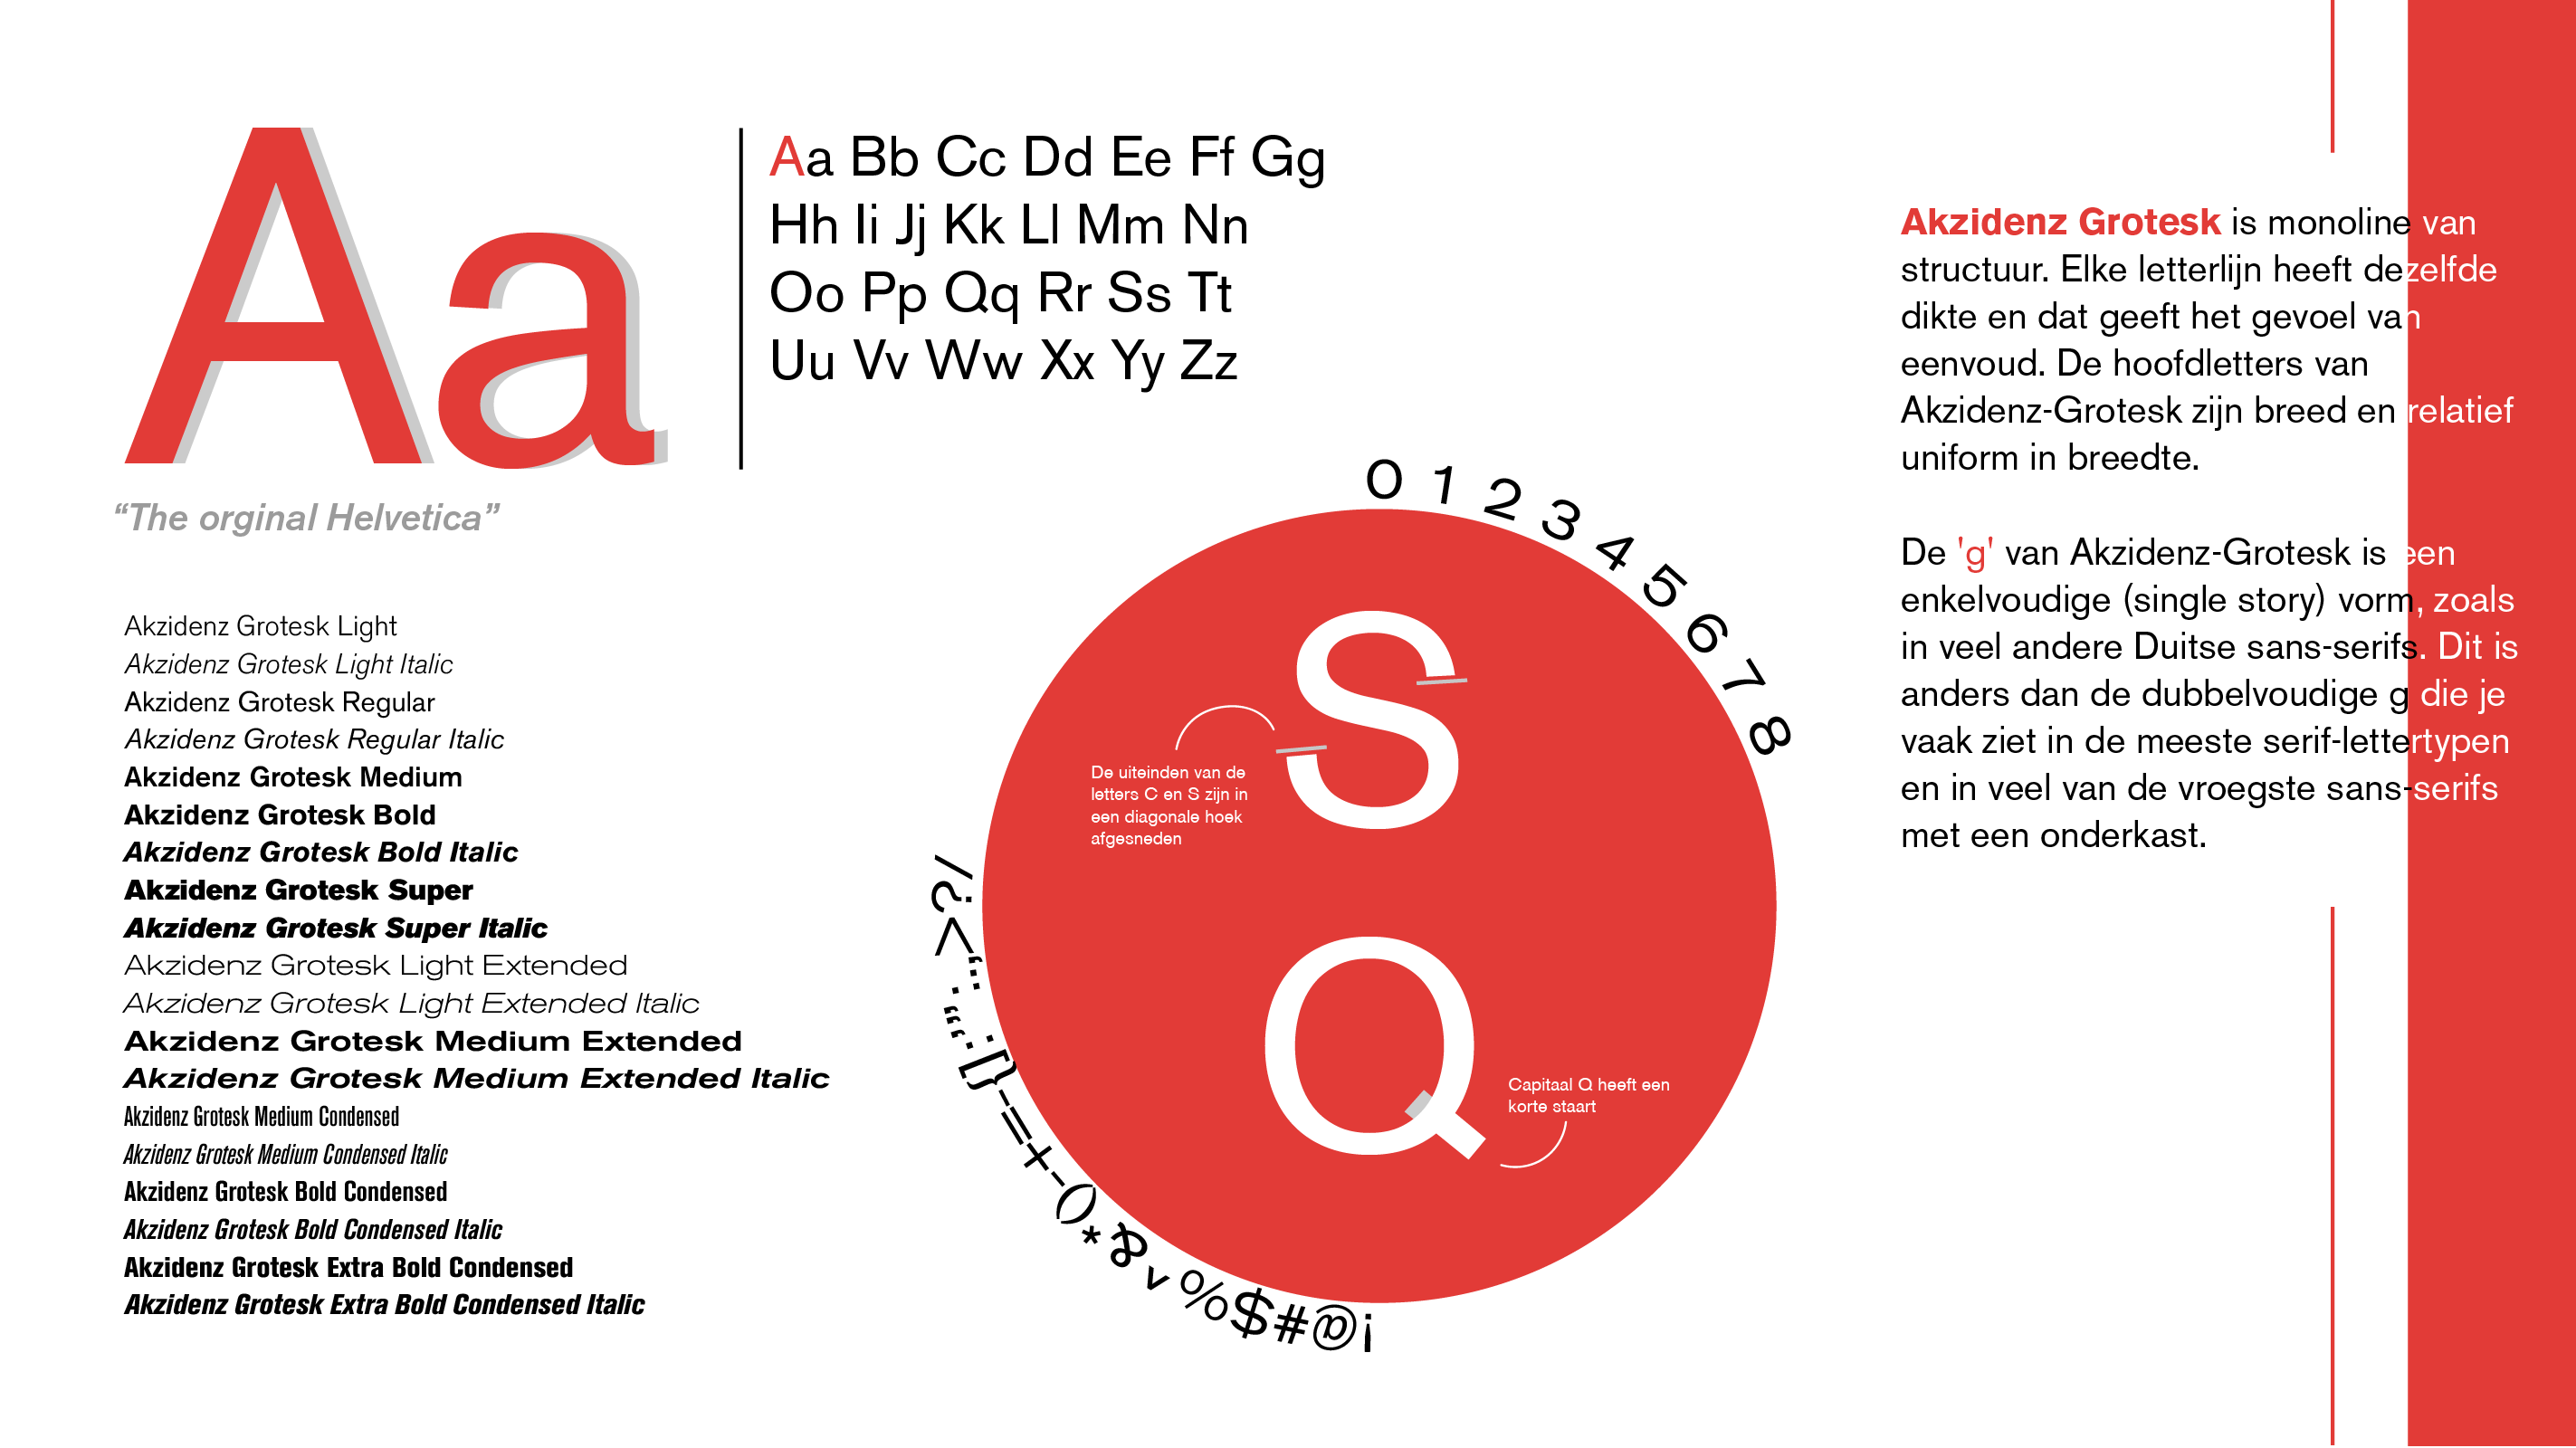 Aa
“The orginal Helvetica”
Aa Bb Cc Dd Ee Ff Gg
Hh Ii Jj Kk Ll Mm Nn
Oo Pp Qq Rr Ss Tt
Uu Vv Ww Xx Yy Zz
Akzidenz Grotesk Light
Akzidenz Grotesk Light Italic
Akzidenz Grotesk Regular
Akzidenz Grotesk Regular Italic
Akzidenz Grotesk Medium
Akzidenz Grotesk Bold
Akzidenz Grotesk Bold Italic
Akzidenz Grotesk Super
Akzidenz Grotesk Super Italic
Akzidenz Grotesk Light Extended
Akzidenz Grotesk Light Extended Italic
Akzidenz Grotesk Medium Extended
Akzidenz Grotesk Medium Extended Italic
Akzidenz Grotesk Medium Condensed
Akzidenz Grotesk Medium Condensed Italic
Akzidenz Grotesk Bold Condensed
Akzidenz Grotesk Bold Condensed Italic
Akzidenz Grotesk Extra Bold Condensed
Akzidenz Grotesk Extra Bold Condensed Italic
0 1 2 3 4 5 6 7 8
S
De uiteinden van de
letters C en S zijn in
een diagonale hoek
afgesneden
Q
Capitaal Q heeft een
korte staart
Akzidenz Grotesk is monoline van
structuur. Elke letterlijn heeft dezelfde
dikte en dat geeft het gevoel van
eenvoud. De hoofdletters van
Akzidenz-Grotesk zijn breed en relatief
uniform in breedte.
De 'g' van Akzidenz-Grotesk is een
enkelvoudige (single story) vorm, zoals
in veel andere Duitse sans-serifs. Dit is
anders dan de dubbelvoudige g die je
vaak ziet in de meeste serif-lettertypen
en in veel van de vroegste sans-serifs
met een onderkast.